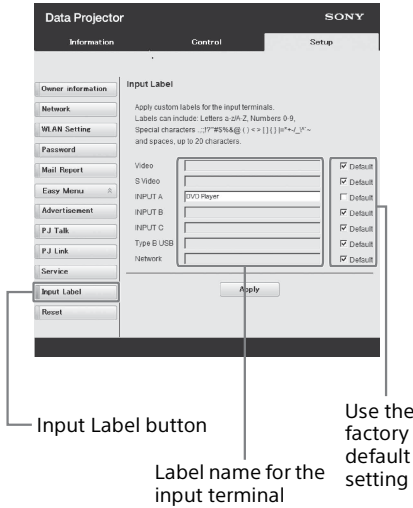 Data Projector
SONY
Information Control Setup
Owner information
Network
WLAN Setting
Password
Mail Report
Easy Menu
Advertisement
PJ Talk
PJ Link
Service
Input Label
Reset
Input Label
Apply custom labels for the input terminals.
Labels can include: Letters a-z/A-Z, Numbers 0-9,
Special characters
and spaces, up to 20 characters.
Video Default
S Video Default
INPUT A DVD Player Default
INPUT B Default
INPUT C Default
Type B USB Default
Network Default
Apply
Input Label button
Label name for the
input terminal
Use the
factory
default
setting